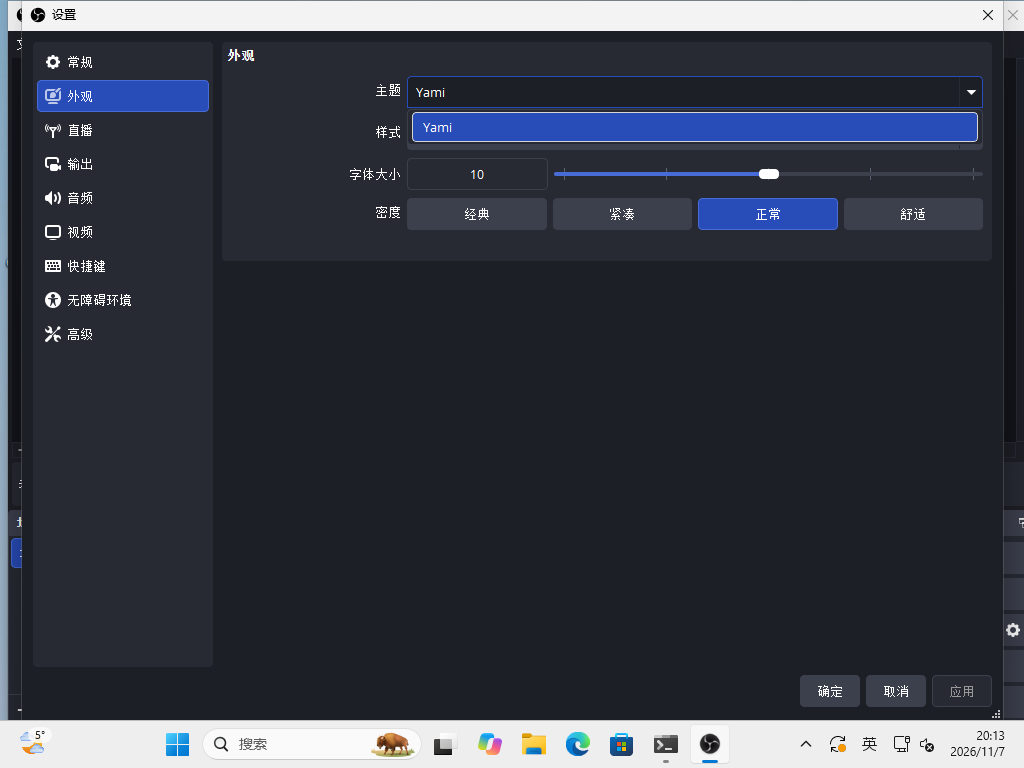 设置
常规
外观
直播
输出
音频
视频
快捷键
无障碍环境
高级
外观
主题
Yami
Yami
样式
字体大小
10
密度
经典
紧凑
正常
舒适
确定
取消
应用
5°
搜索
英
20:13
2026/11/7